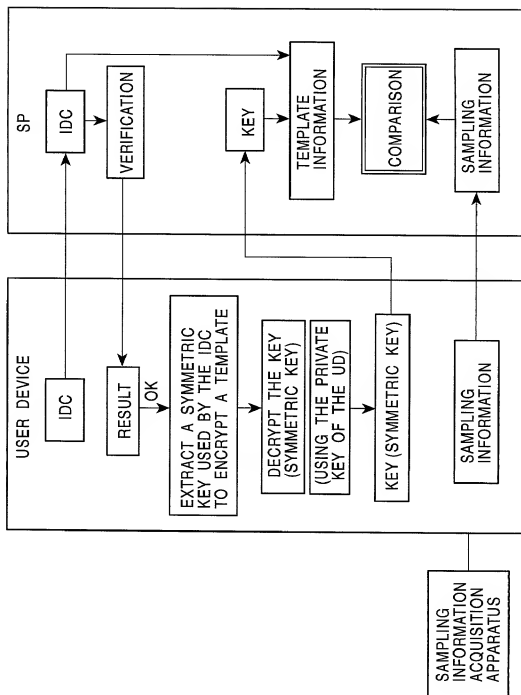 SP
IDC
VERIFICATION
KEY
TEMPLATE
INFORMATION
COMPARISON
SAMPLING
INFORMATION
USER DEVICE
IDC
RESULT
OK
EXTRACT A SYMMETRIC
KEY USED BY THE IDC
TO ENCRYPT A TEMPLATE
DECRYPT THE KEY
(SYMMETRIC KEY)
(USING THE PRIVATE
KEY OF THE UD)
KEY (SYMMETRIC KEY)
SAMPLING
INFORMATION
SAMPLING
INFORMATION
ACQUISITION
APPARATUS